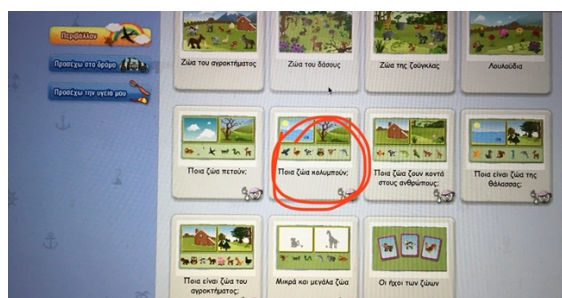 Περιβάλλον
Προσέχω στο δρόμο
Προσέχω την υγεία μου
Ζώα του αγροκτήματος
Ζώα του δάσους
Ζώα της ζούγκλας
Λουλούδια
Ποια ζώα πετούν;
Ποια ζώα κολυμπούν;
Ποια ζώα ζουν κοντά
στους ανθρώπους;
Ποια είναι ζώα της
θάλασσας;
Ποια είναι ζώα του
αγροκτήματος;
Μικρά και μεγάλα ζώα
Οι ήχοι των ζώων